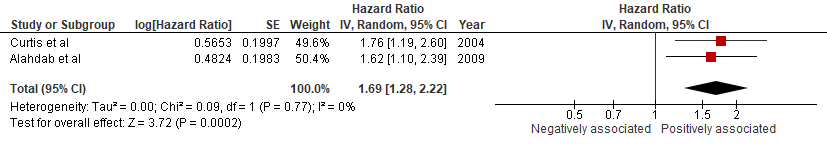 Hazard Ratio Hazard Ratio
Study or Subgroup log[Hazard Ratio] SE Weight IV, Random, 95% CI Year IV, Random, 95% CI
Curtis et al 0.5653 0.1997 49.6% 1.76 [1.19, 2.60] 2004
Alahdab et al 0.4824 0.1983 50.4% 1.62 [1.10, 2.39] 2009
Total (95% CI) 100.0% 1.69 [1.28, 2.22]
Heterogeneity: Tau² = 0.00; Chi² = 0.09, df = 1 (P = 0.77); I² = 0%
Test for overall effect: Z = 3.72 (P = 0.0002)
0.5 0.7 1 1.5 2
Negatively associated Positively associated